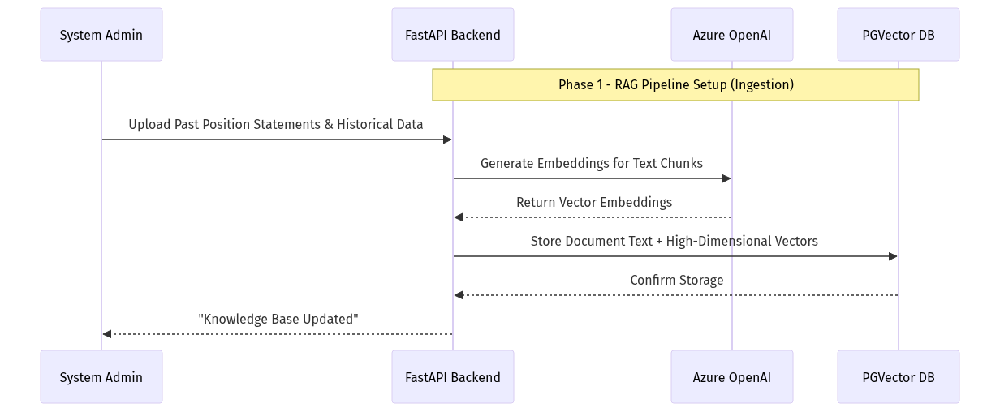 System Admin
FastAPI Backend
Azure OpenAI
PGVector DB
Phase 1 - RAG Pipeline Setup (Ingestion)
Upload Past Position Statements & Historical Data
Generate Embeddings for Text Chunks
Return Vector Embeddings
Store Document Text + High-Dimensional Vectors
Confirm Storage
"Knowledge Base Updated"
System Admin
FastAPI Backend
Azure OpenAI
PGVector DB